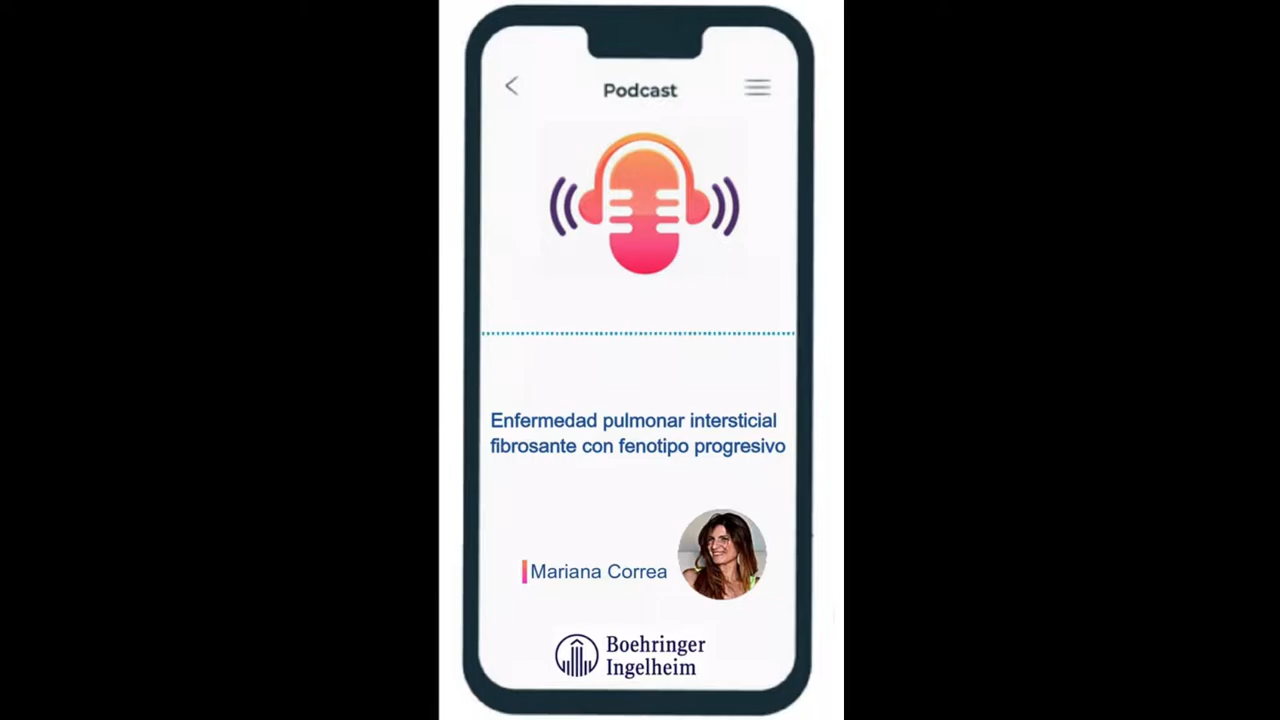 Podcast
Enfermedad pulmonar intersticial
fibrosante con fenotipo progresivo
Mariana Correa
Boehringer
Ingelheim